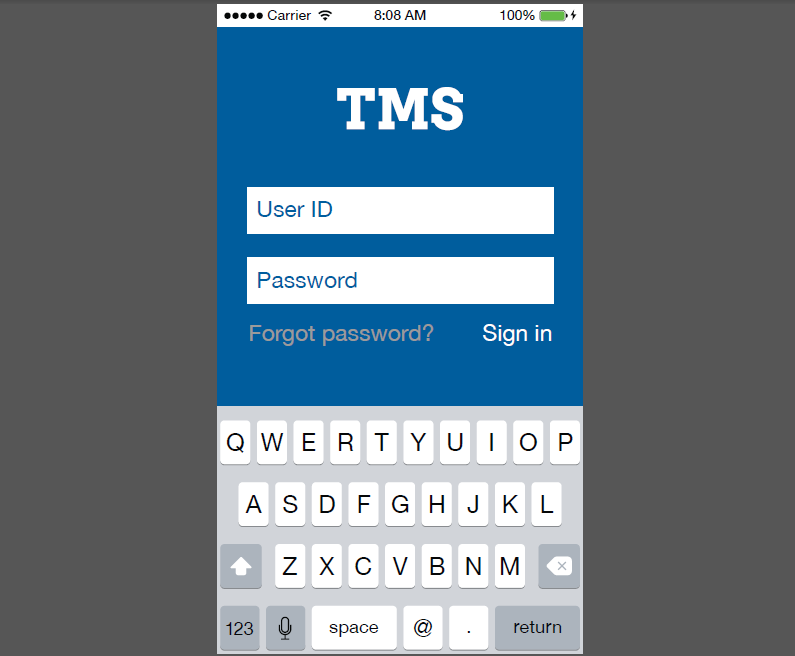 Carrier 8:08 AM 100%
TMS
User ID
Password
Forgot password? Sign in
Q W E R T Y U I O P
A S D F G H J K L
Z X C V B N M
123 space @ . return